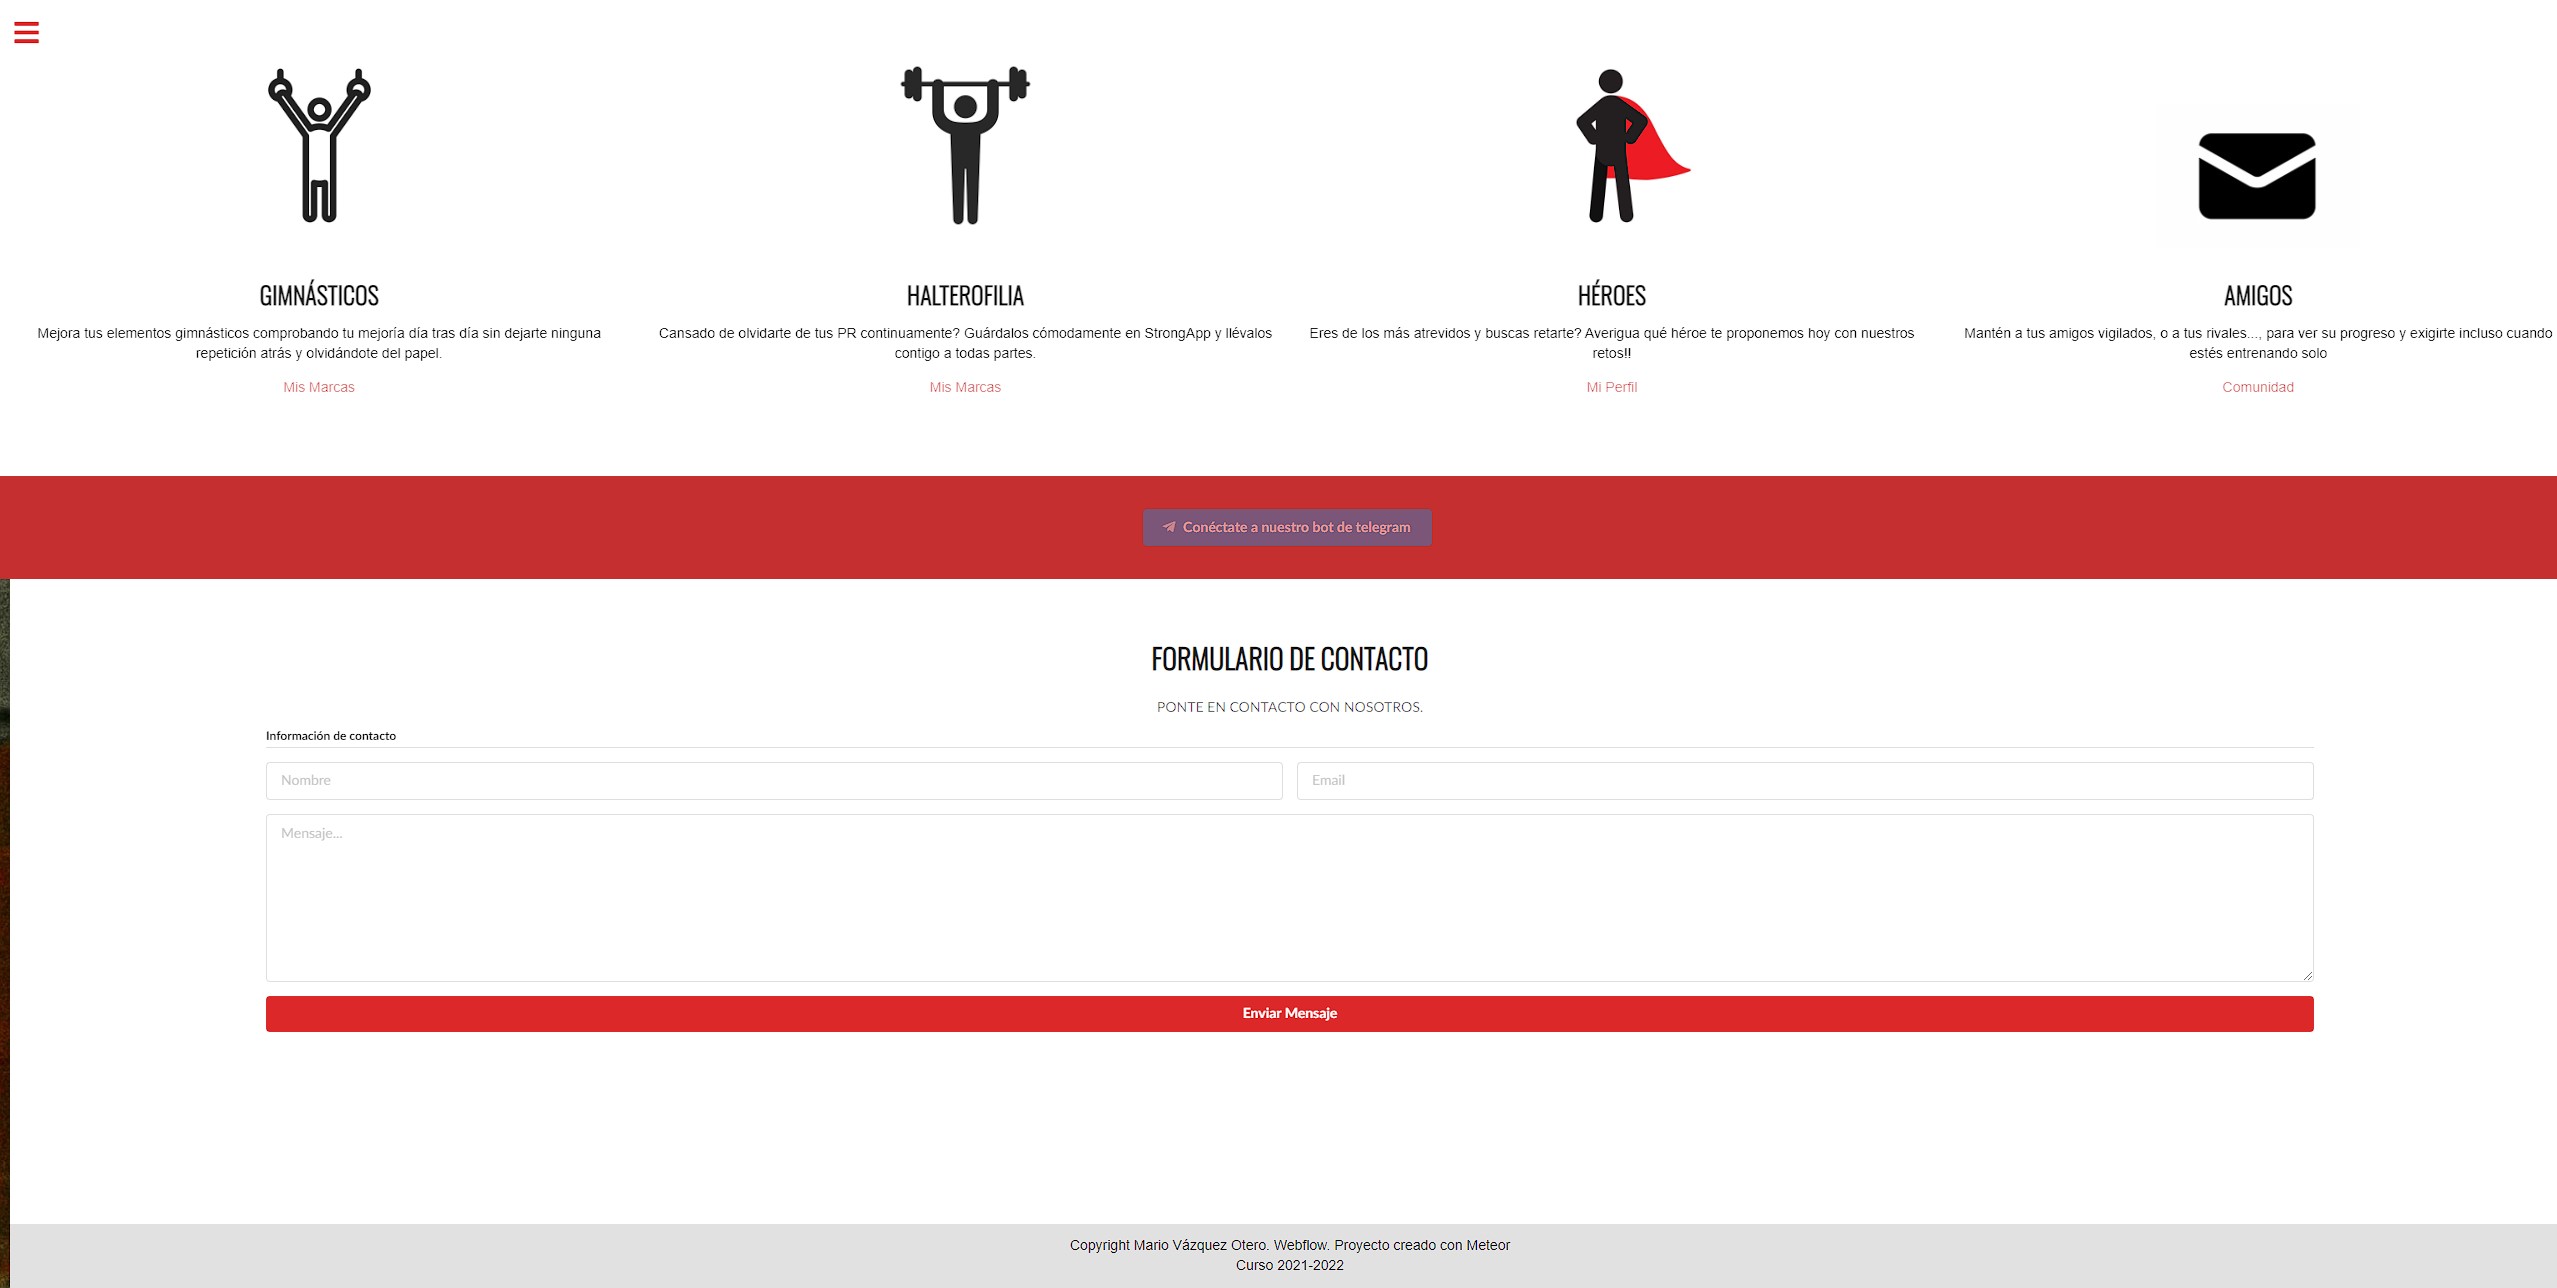 GIMNÁSTICOS
Mejora tus elementos gimnásticos comprobando tu mejoría día tras día sin dejarte ninguna
repetición atrás y olvidándote del papel.
Mis Marcas
HALTEROFILIA
Cansado de olvidarte de tus PR continuamente? Guárdalos cómodamente en StrongApp y llévalos
contigo a todas partes.
Mis Marcas
HÉROES
Eres de los más atrevidos y buscas retarte? Averigua qué héroe te proponemos hoy con nuestros
retos!!
Mi Perfil
AMIGOS
Mantén a tus amigos vigilados, o a tus rivales..., para ver su progreso y exigirte incluso cuando
estés entrenando solo
Comunidad
Conéctate a nuestro bot de telegram
FORMULARIO DE CONTACTO
PONTE EN CONTACTO CON NOSOTROS.
Información de contacto
Nombre
Email
Mensaje...
Enviar Mensaje
Copyright Mario Vázquez Otero. Webflow. Proyecto creado con Meteor
Curso 2021-2022